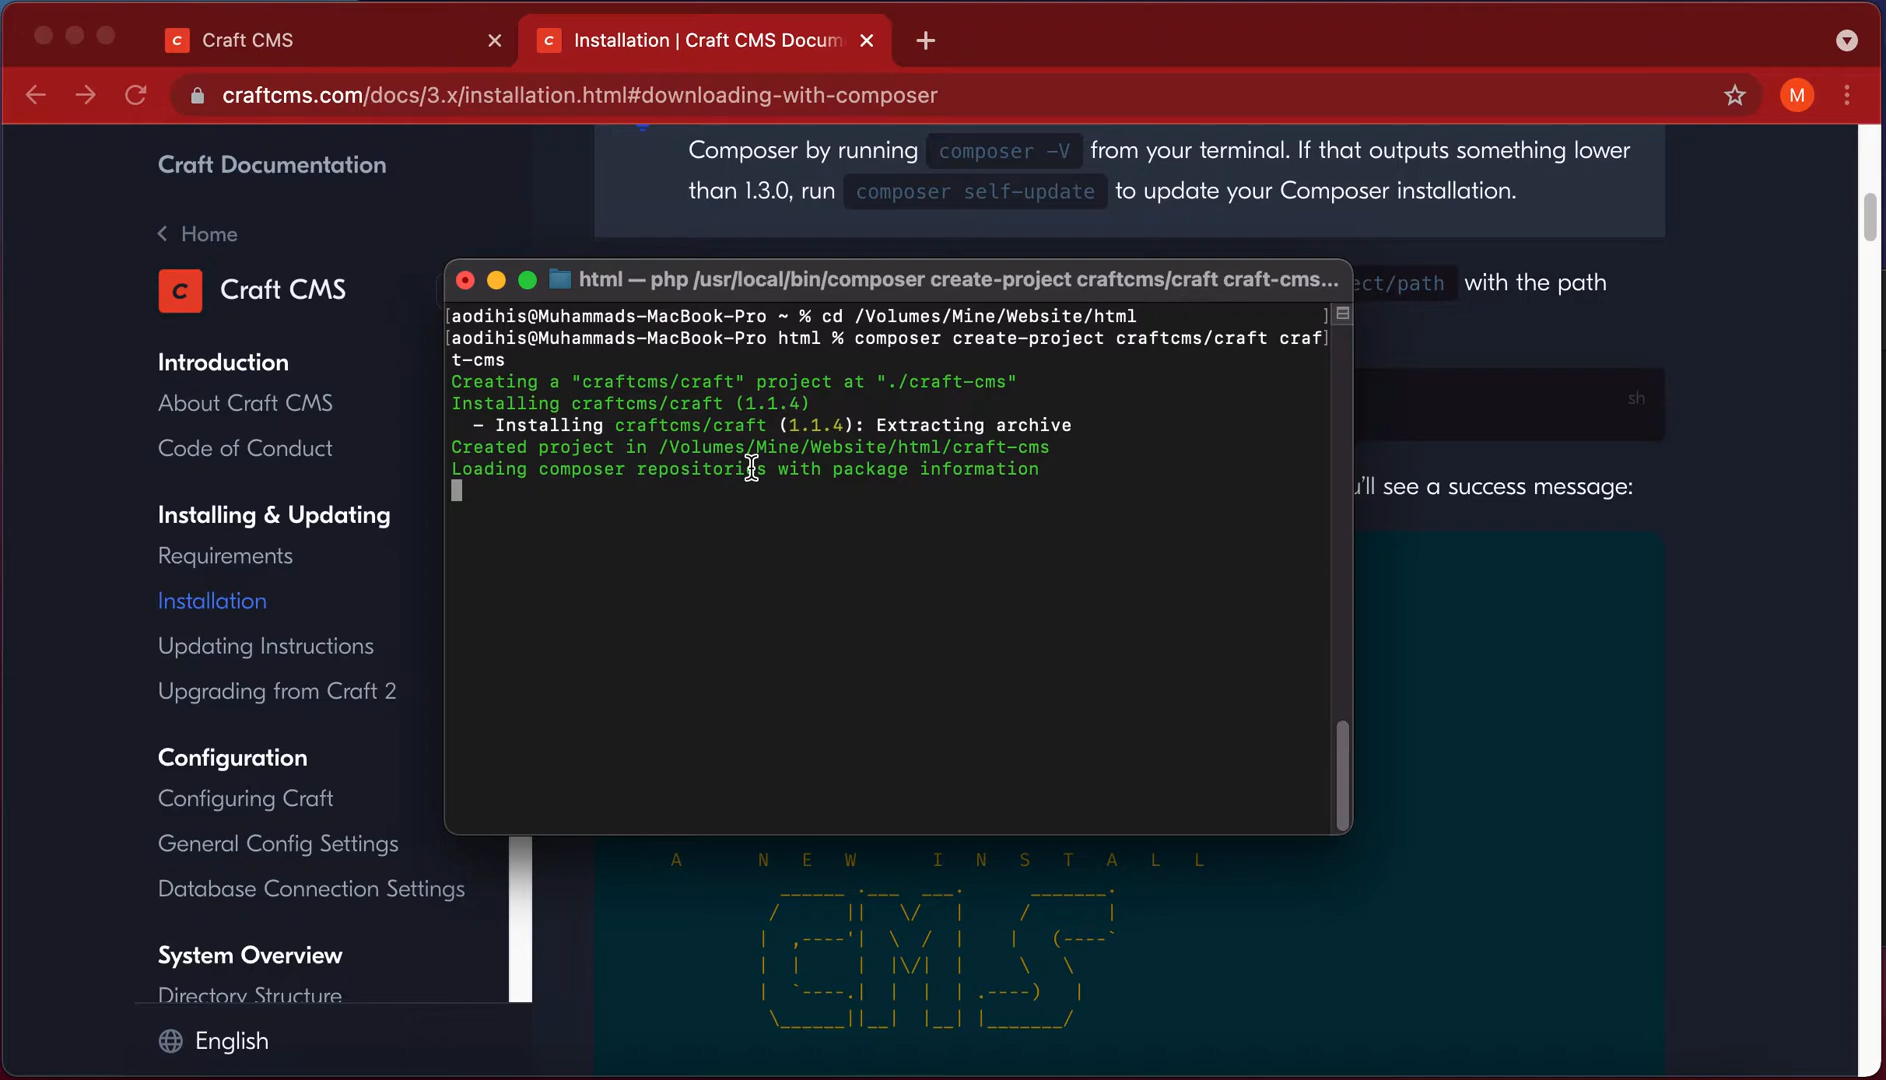 Craft CMS
Installation | Craft CMS Docum
craftcms.com/docs/3.x/installation.html#downloading-with-composer
M
Craft Documentation
Home
Craft CMS
Introduction
About Craft CMS
Code of Conduct
Installing & Updating
Requirements
Installation
Updating Instructions
Upgrading from Craft 2
Configuration
Configuring Craft
General Config Settings
Database Connection Settings
System Overview
Directory Structure
English
Composer by running composer -V from your terminal. If that outputs something lower
than 1.3.0, run composer self-update to update your Composer installation.
ect/path with the path
sh
'll see a success message:
html — php /usr/local/bin/composer create-project craftcms/craft craft-cms...
[aodihis@Muhammads-MacBook-Pro ~ % cd /Volumes/Mine/Website/html ]
[aodihis@Muhammads-MacBook-Pro html % composer create-project craftcms/craft craf]
t-cms
Creating a "craftcms/craft" project at "./craft-cms"
Installing craftcms/craft (1.1.4)
- Installing craftcms/craft (1.1.4): Extracting archive
Created project in /Volumes/Mine/Website/html/craft-cms
Loading composer repositories with package information
A NEW INSTALL
CMS